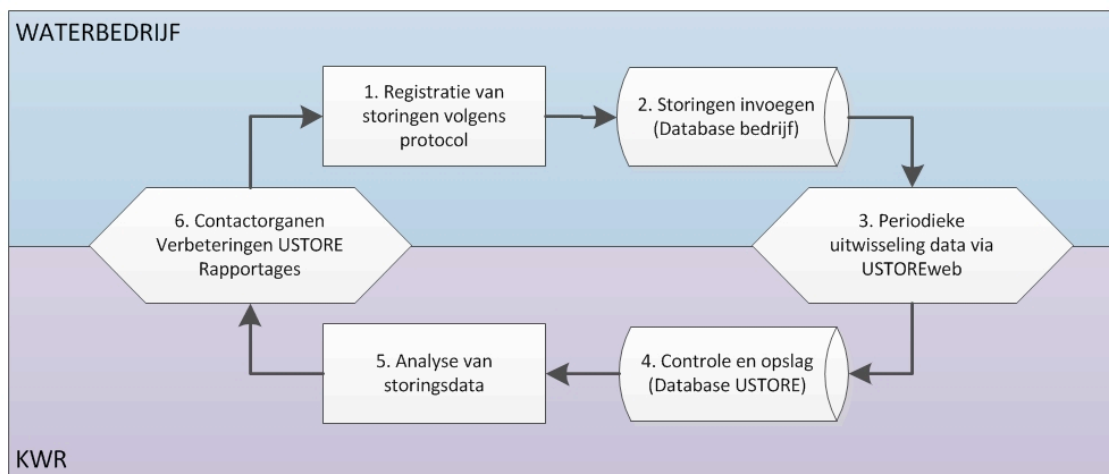 WATERBEDRIJF
1. Registratie van
storingen volgens
protocol
2. Storingen invoegen
(Database bedrijf)
3. Periodieke
uitwisseling data via
USTOREweb
4. Controle en opslag
(Database USTORE)
5. Analyse van
storingsdata
6. Contactorganen
Verbeteringen USTORE
Rapportages
KWR